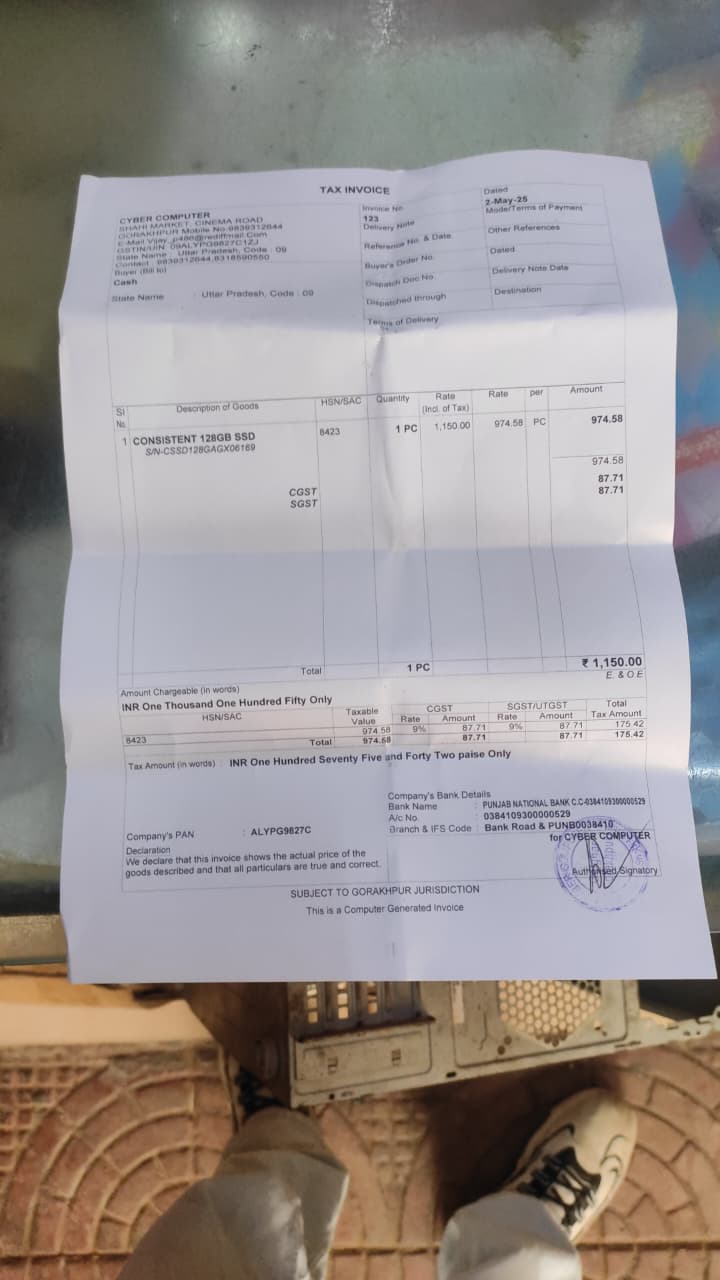 TAX INVOICE
CYBER COMPUTER
SHAHI MARKET, CINEMA ROAD
GORAKHPUR Mobile No.9839312644
E-Mail Vijay_p486@rediffmail.Com
GSTIN/UIN: 09ALYPG9827C1ZJ
State Name : Uttar Pradesh, Code : 09
Contact : 9839312644,8318590550
Buyer (Bill to)
Cash
State Name : Uttar Pradesh, Code : 09
Invoice No.
123
Dated
2-May-25
Delivery Note
Mode/Terms of Payment
Reference No. & Date.
Other References
Buyer's Order No.
Dated
Dispatch Doc No.
Delivery Note Date
Dispatched through
Destination
Terms of Delivery
Sl No. Description of Goods HSN/SAC Quantity Rate (Incl. of Tax) Rate per Amount
1 CONSISTENT 128GB SSD 8423 1 PC 1,150.00 974.58 PC 974.58
S/N-CSSD128GAGX06169
974.58
CGST 87.71
SGST 87.71
Total 1 PC ₹ 1,150.00
Amount Chargeable (in words) E. & O.E
INR One Thousand One Hundred Fifty Only
HSN/SAC Taxable Value CGST Rate Amount SGST/UTGST Rate Amount Total Tax Amount
8423 974.58 9% 87.71 9% 87.71 175.42
Total 974.58 87.71 87.71 175.42
Tax Amount (in words) : INR One Hundred Seventy Five and Forty Two paise Only
Company's Bank Details
Bank Name : PUNJAB NATIONAL BANK C.C-0384109300000529
A/c No. : 0384109300000529
Branch & IFS Code : Bank Road & PUNB0038410
Company's PAN : ALYPG9827C
Declaration
We declare that this invoice shows the actual price of the
goods described and that all particulars are true and correct.
for CYBER COMPUTER
Authorised Signatory
SUBJECT TO GORAKHPUR JURISDICTION
This is a Computer Generated Invoice